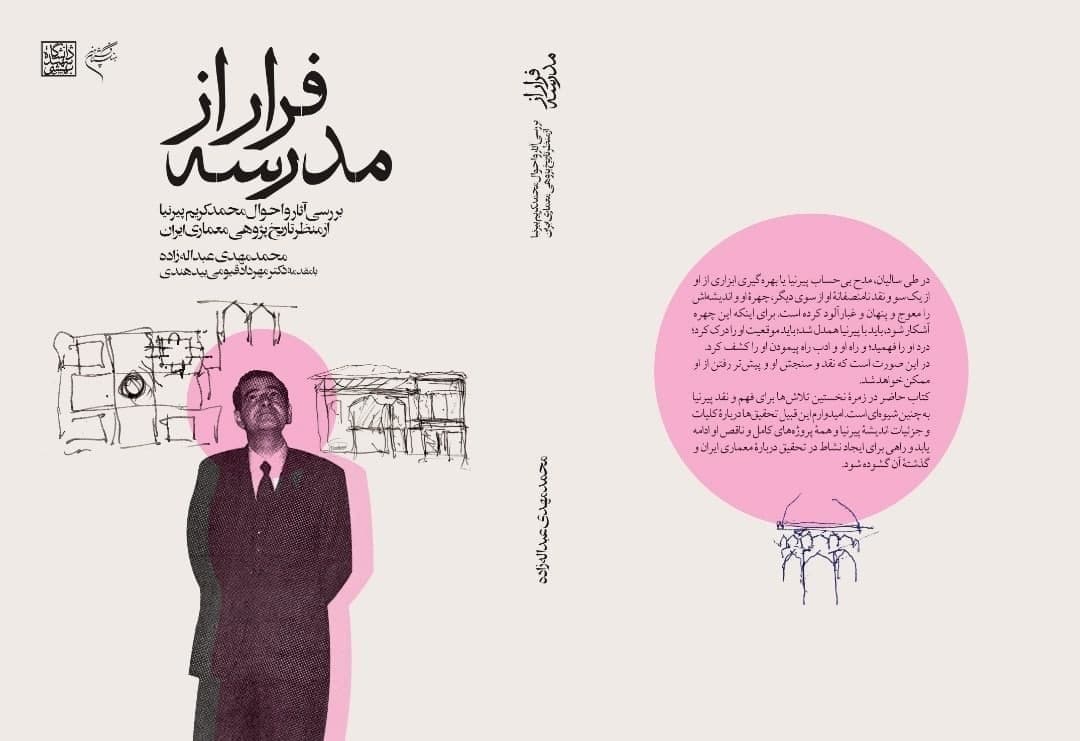 دانشگاه
شهید
بهشتی
فرار از
مدرسه
بررسی آثار و احوال محمدکریم پیرنیا
از منظر تاریخ‌پژوهی معماری ایران
محمدمهدی عبداله‌زاده
با مقدمه دکتر مهرداد قیومی بیدهندی
فرار از
مدرسه
بررسی آثار و احوال محمدکریم پیرنیا
از منظر تاریخ‌پژوهی معماری ایران
محمدمهدی عبداله‌زاده
در طی سالیان، مدح بی‌حساب پیرنیا یا بهره‌گیری ابزاری از او
از یک سو و نقد نامنصفانهٔ او از سوی دیگر، چهرهٔ او و اندیشه‌اش
را معوج و پنهان و غبارآلود کرده است. برای اینکه این چهره
آشکار شود، باید با پیرنیا همدل شد؛ باید موقعیت او را درک کرد؛
درد او را فهمید؛ و راه او و ادب راه پیمودن او را کشف کرد.
در این صورت است که نقد و سنجش او و پیش‌تر رفتن از او
ممکن خواهد شد.
کتاب حاضر در زمرهٔ نخستین تلاش‌ها برای فهم و نقد پیرنیا
به چنین شیوه‌ای است. امیدوارم این قبیل تحقیق‌ها دربارهٔ کلیات
و جزئیات اندیشهٔ پیرنیا و همهٔ پروژه‌های کامل و ناقص او ادامه
یابد و راهی برای ایجاد نشاط در تحقیق دربارهٔ معماری ایران و
گذشتهٔ آن گشوده شود.